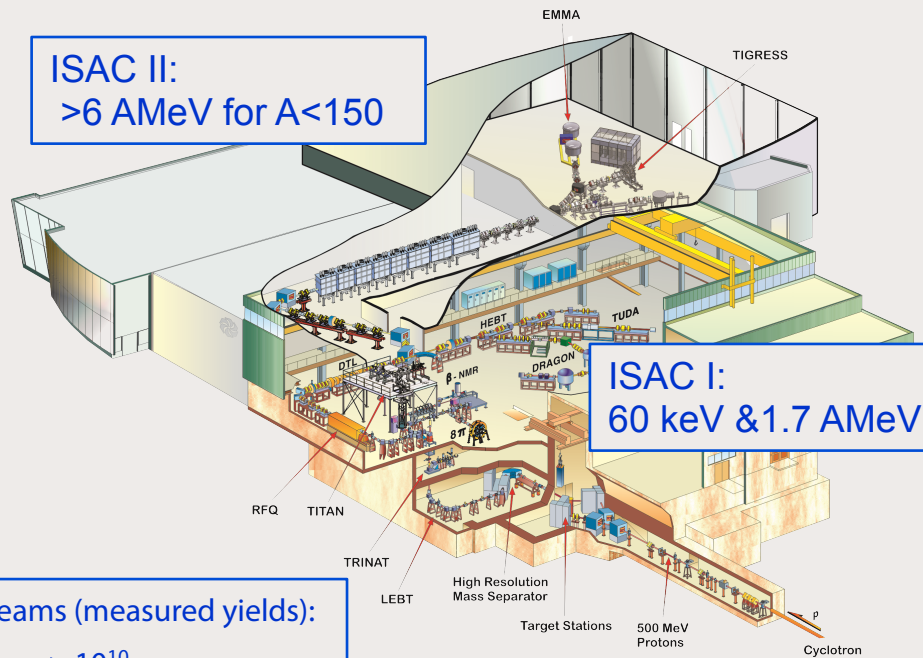 EMMA
TIGRESS
ISAC II:
>6 AMeV for A<150
HEBT
TUDA
DTL
β-NMR
DRAGON
ISAC I:
60 keV &1.7 AMeV
8π
RFQ
TITAN
TRINAT
LEBT
High Resolution
Mass Separator
Target Stations
500 MeV
Protons
P
Cyclotron
eams (measured yields):
10¹⁰